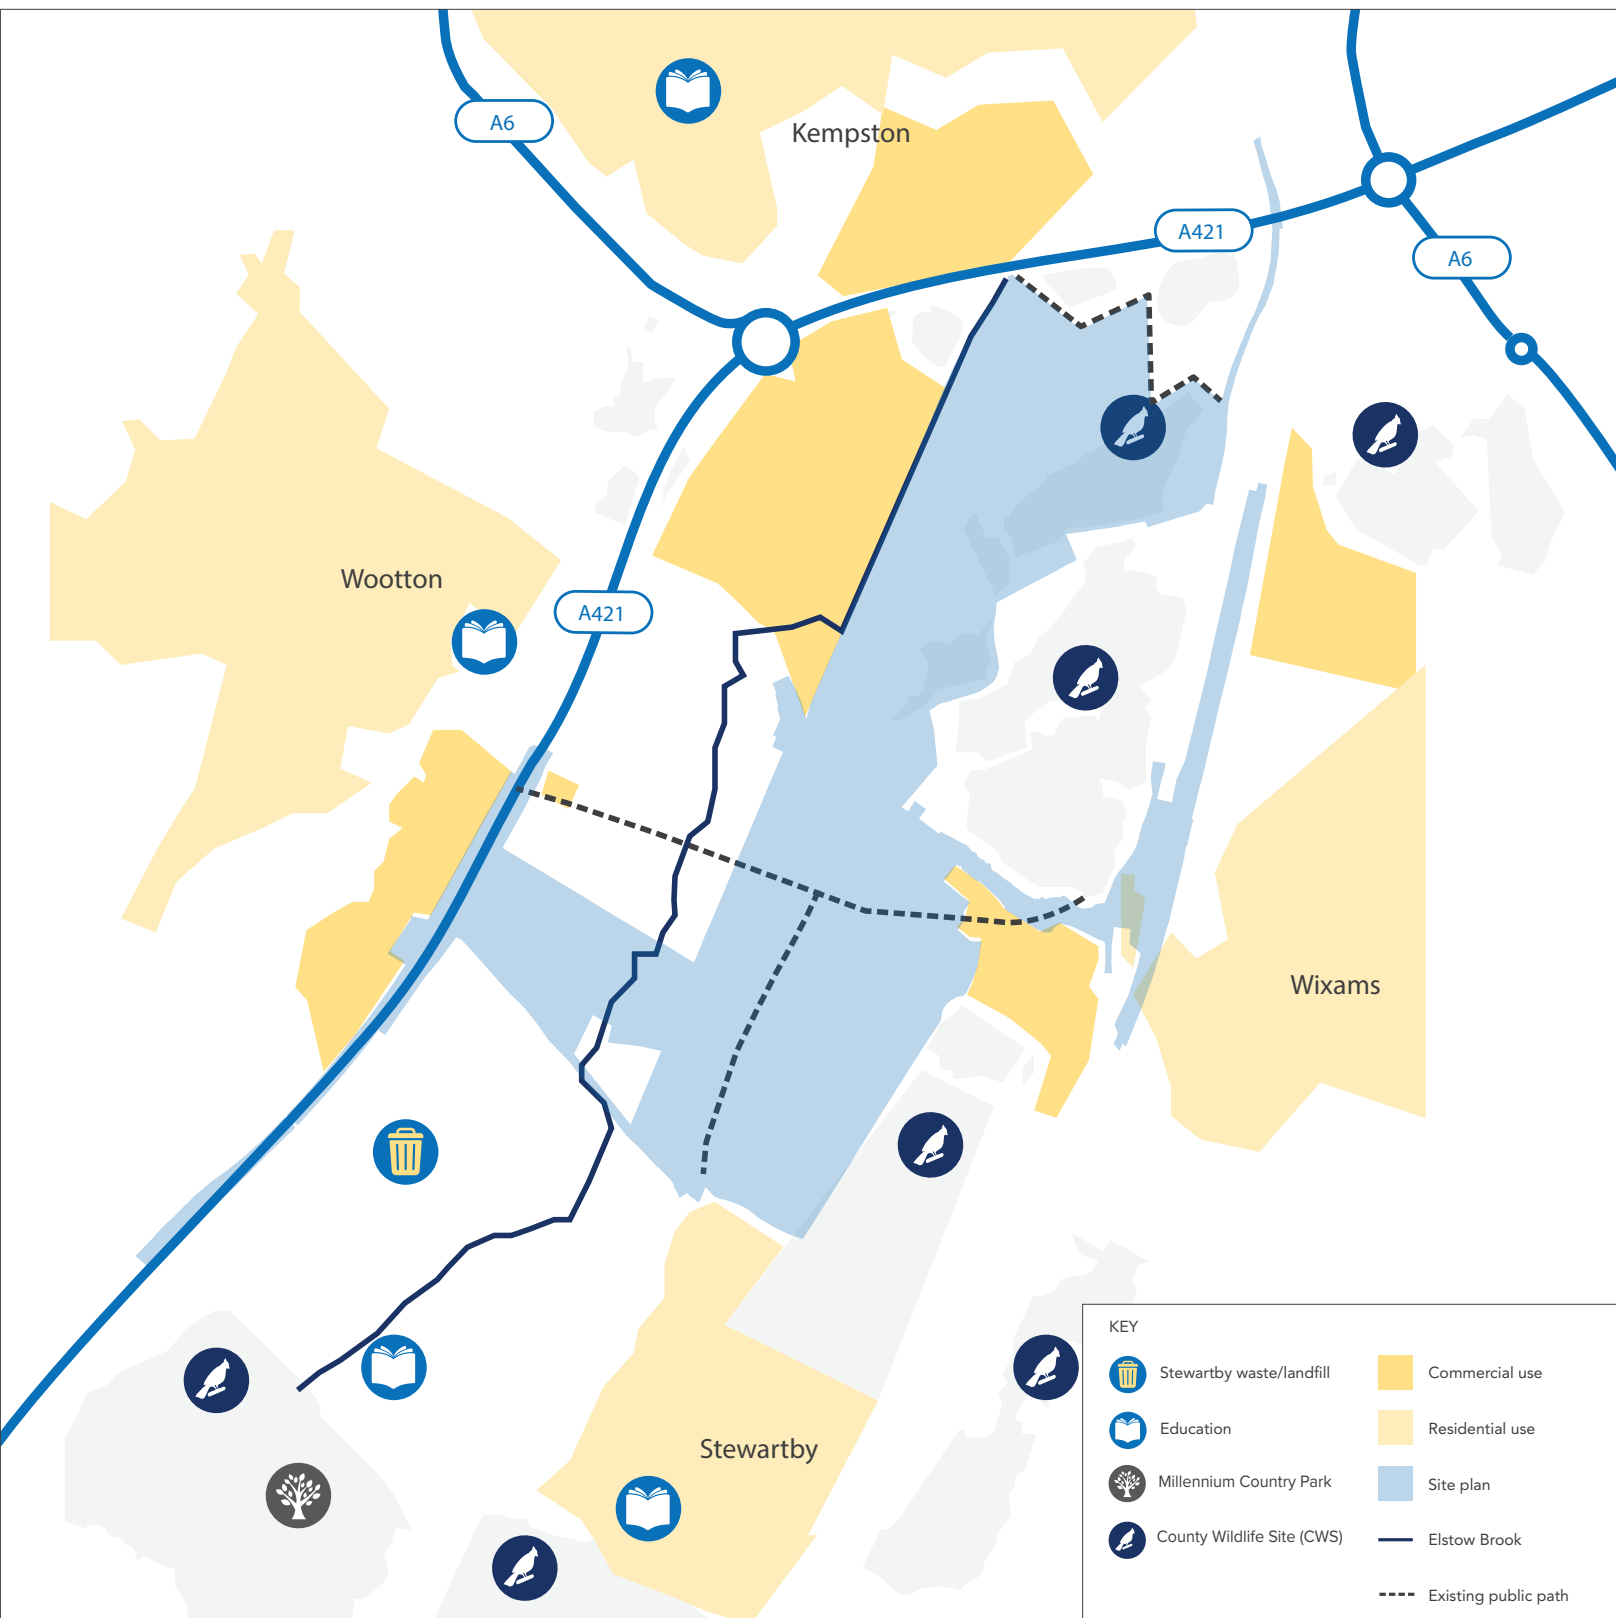 A6
Kempston
A421
A6
Wootton
A421
Wixams
Stewartby
KEY
Stewartby waste/landfill
Education
Millennium Country Park
County Wildlife Site (CWS)
Commercial use
Residential use
Site plan
Elstow Brook
Existing public path